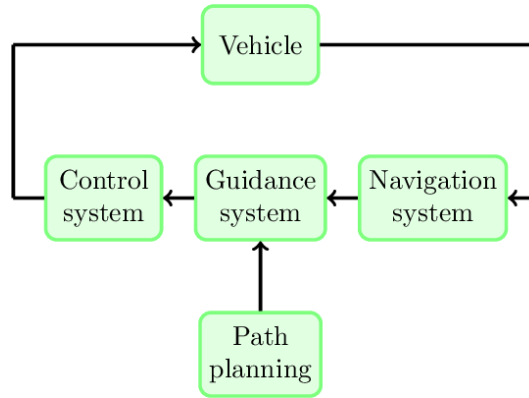 Vehicle
Control
system
Guidance
system
Navigation
system
Path
planning